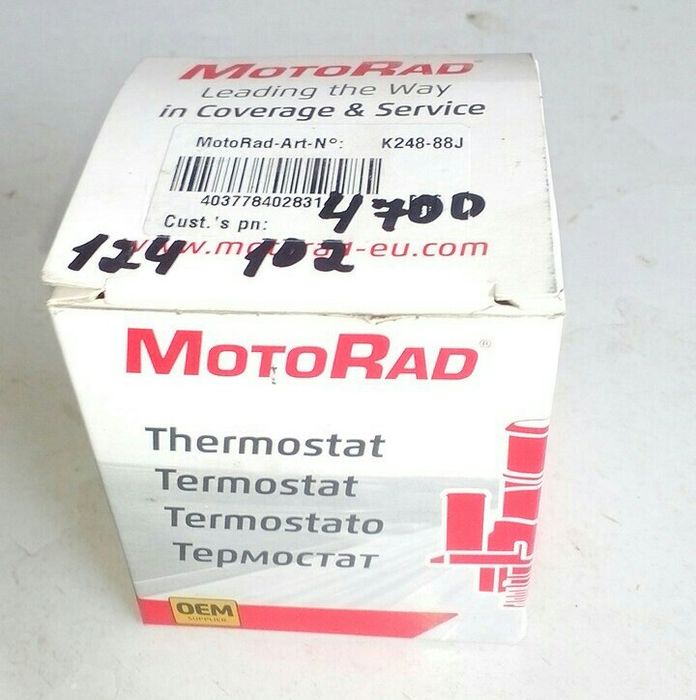 MOTORAD®
Leading the Way
in Coverage & Service
MotoRad-Art-N°: K248-88J
403778402831
4700
Cust.'s pn:
124 102
www.motorad-eu.com
MOTORAD®
Thermostat
Termostat
Termostato
Термостат
OEM
SUPPLIER